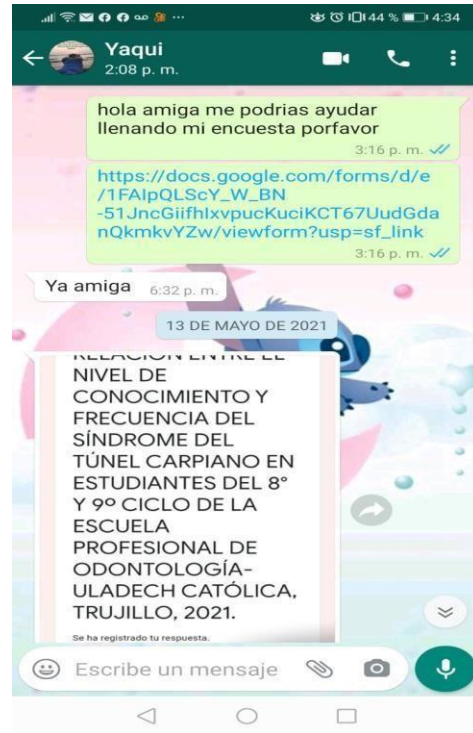 44 % 4:34
Yaqui
2:08 p. m.
hola amiga me podrias ayudar
llenando mi encuesta porfavor
3:16 p. m.
https://docs.google.com/forms/d/e
/1FAIpQLScY_W_BN
-51JncGiifhIxvpucKuciKCT67UudGda
nQkmkvYZw/viewform?usp=sf_link
3:16 p. m.
Ya amiga 6:32 p. m.
13 DE MAYO DE 2021
RELACIÓN ENTRE EL
NIVEL DE
CONOCIMIENTO Y
FRECUENCIA DEL
SÍNDROME DEL
TÚNEL CARPIANO EN
ESTUDIANTES DEL 8°
Y 9º CICLO DE LA
ESCUELA
PROFESIONAL DE
ODONTOLOGÍA-
ULADECH CATÓLICA,
TRUJILLO, 2021.
Se ha registrado tu respuesta.
Escribe un mensaje